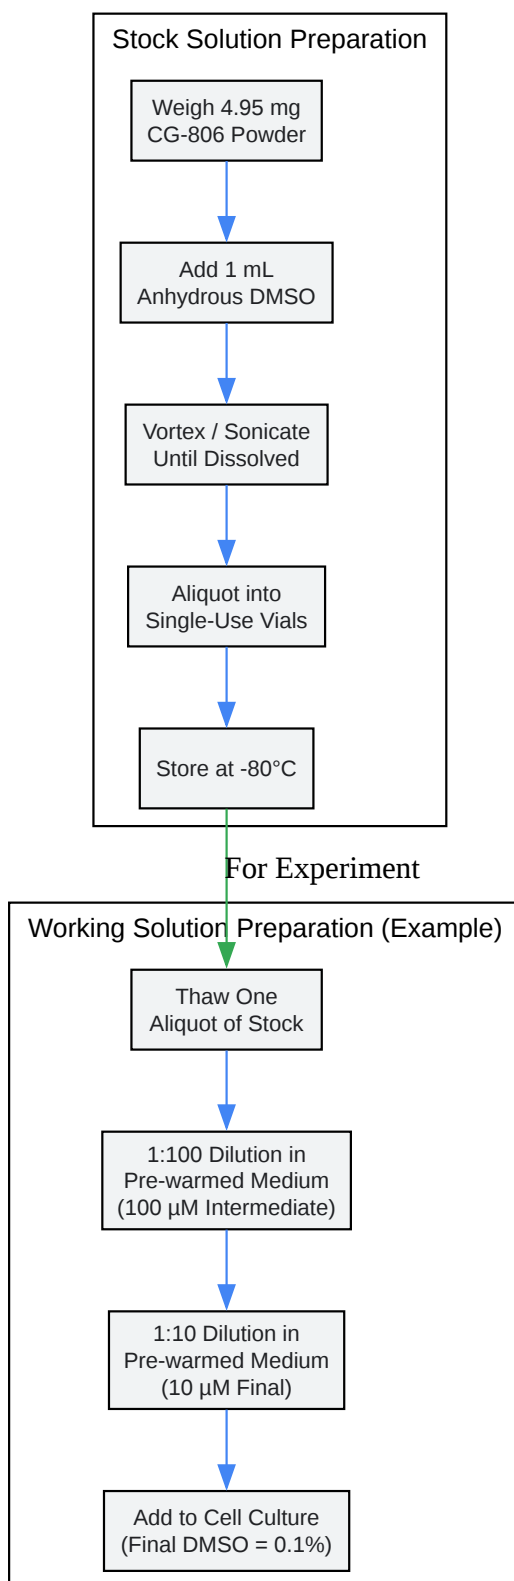 Stock Solution Preparation
Weigh 4.95 mg
CG-806 Powder
Add 1 mL
Anhydrous DMSO
Vortex / Sonicate
Until Dissolved
Aliquot into
Single-Use Vials
Store at -80°C
For Experiment
Working Solution Preparation (Example)
Thaw One
Aliquot of Stock
1:100 Dilution in
Pre-warmed Medium
(100 µM Intermediate)
1:10 Dilution in
Pre-warmed Medium
(10 µM Final)
Add to Cell Culture
(Final DMSO = 0.1%)